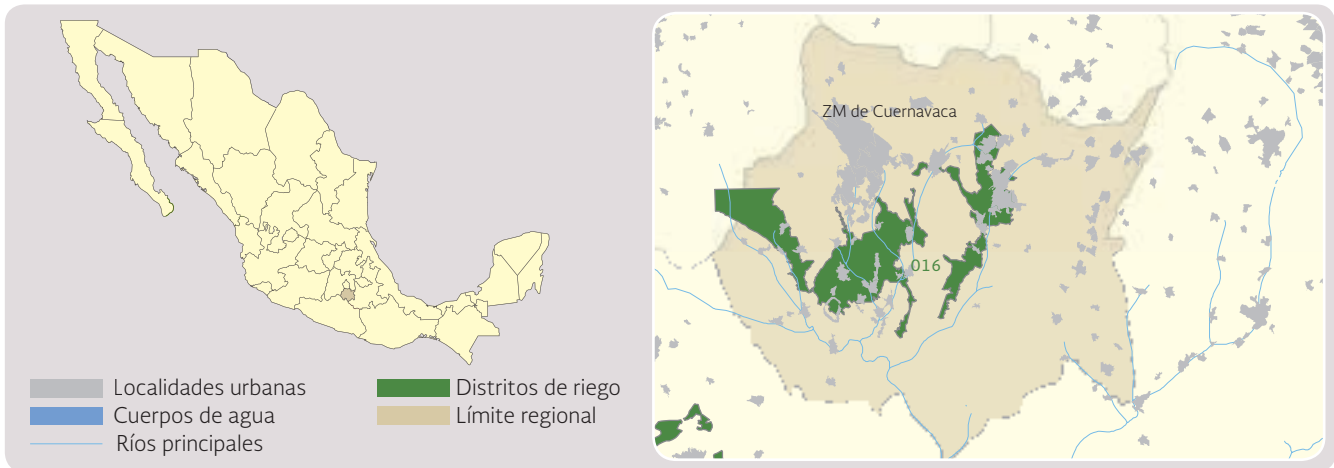 ZM de Cuernavaca
016
Localidades urbanas
Distritos de riego
Cuerpos de agua
Límite regional
Ríos principales